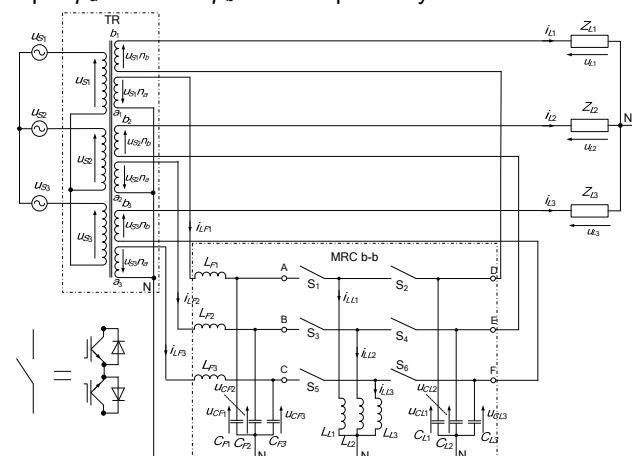 TR
b1
uS1
uS1
uS1nb
uS1na
a1
uS2
b2
uS2
uS2nb
uS2na
a2
uS3
b3
uS3
uS3nb
uS3na
a3
N
iL1
ZL1
uL1
iL2
ZL2
uL2
N
iL3
ZL3
uL3
iLF1
iLF2
iLF3
MRC b-b
LF1
A
S1
S2
D
iLL1
LF2
B
S3
S4
E
iLL2
LF3
C
S5
S6
F
iLL3
uCF2
uCF1
uCF3
CF1
CF2
CF3
N
LL1
LL2
LL3
N
uCL2
uCL1
uCL3
CL1
CL2
CL3
N